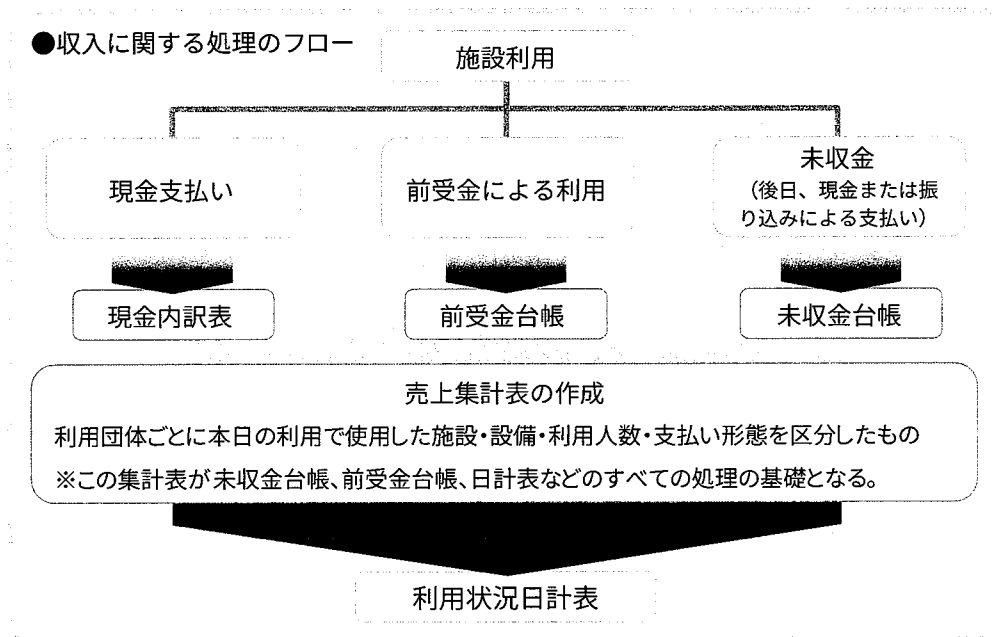 ●収入に関する処理のフロー
施設利用
現金支払い
前受金による利用
未収金
（後日、現金または振
り込みによる支払い）
現金内訳表
前受金台帳
未収金台帳
売上集計表の作成
利用団体ごとに本日の利用で使用した施設・設備・利用人数・支払い形態を区分したもの
※この集計表が未収金台帳、前受金台帳、日計表などのすべての処理の基礎となる。
利用状況日計表